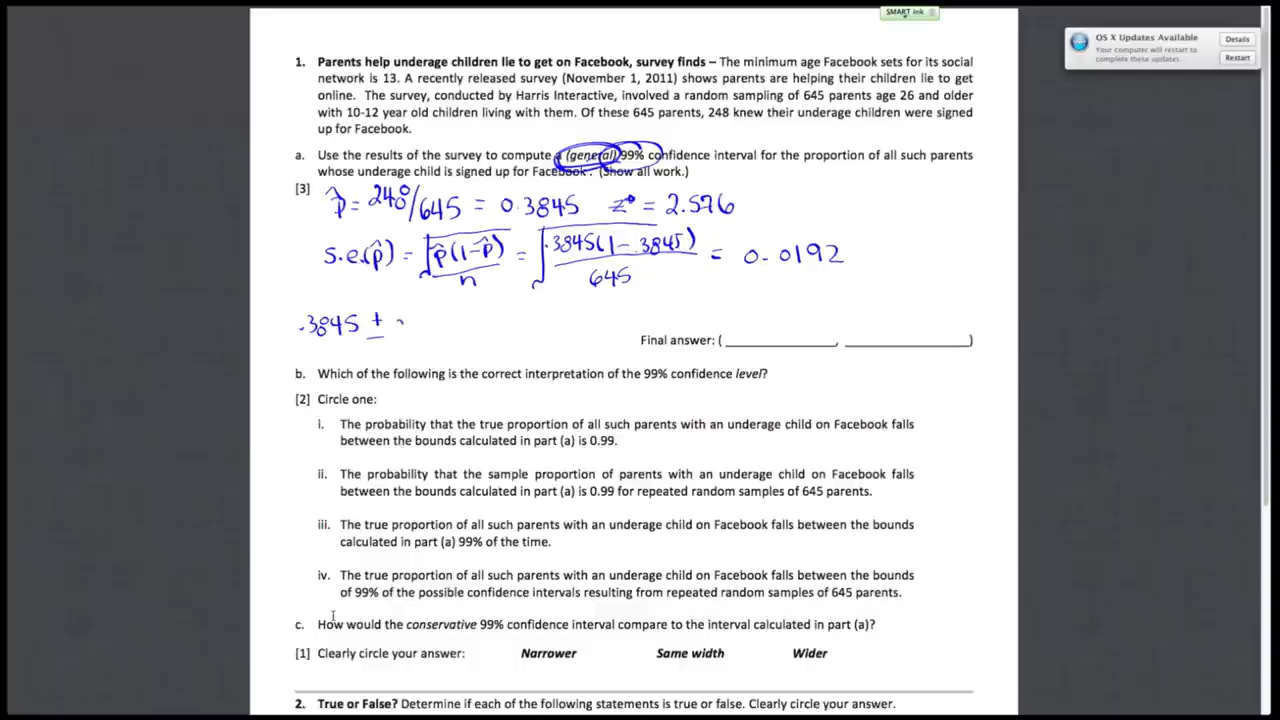 SMART Ink
OS X Updates Available
Your computer will restart to
complete these updates.
Details
Restart
1. Parents help underage children lie to get on Facebook, survey finds – The minimum age Facebook sets for its social
network is 13. A recently released survey (November 1, 2011) shows parents are helping their children lie to get
online. The survey, conducted by Harris Interactive, involved a random sampling of 645 parents age 26 and older
with 10-12 year old children living with them. Of these 645 parents, 248 knew their underage children were signed
up for Facebook.
a. Use the results of the survey to compute a (general) 99% confidence interval for the proportion of all such parents
whose underage child is signed up for Facebook. (Show all work.)
[3]
p̂ = 248/645 = 0.3845 z* = 2.576
s.e.(p̂) = √(p̂(1-p̂)/n) = √(.3845(1-.3845)/645) = 0.0192
.3845 ±
Final answer: ( ____________, ______________)
b. Which of the following is the correct interpretation of the 99% confidence level?
[2] Circle one:
i. The probability that the true proportion of all such parents with an underage child on Facebook falls
between the bounds calculated in part (a) is 0.99.
ii. The probability that the sample proportion of parents with an underage child on Facebook falls
between the bounds calculated in part (a) is 0.99 for repeated random samples of 645 parents.
iii. The true proportion of all such parents with an underage child on Facebook falls between the bounds
calculated in part (a) 99% of the time.
iv. The true proportion of all such parents with an underage child on Facebook falls between the bounds
of 99% of the possible confidence intervals resulting from repeated random samples of 645 parents.
c. How would the conservative 99% confidence interval compare to the interval calculated in part (a)?
[1] Clearly circle your answer: Narrower Same width Wider
2. True or False? Determine if each of the following statements is true or false. Clearly circle your answer.